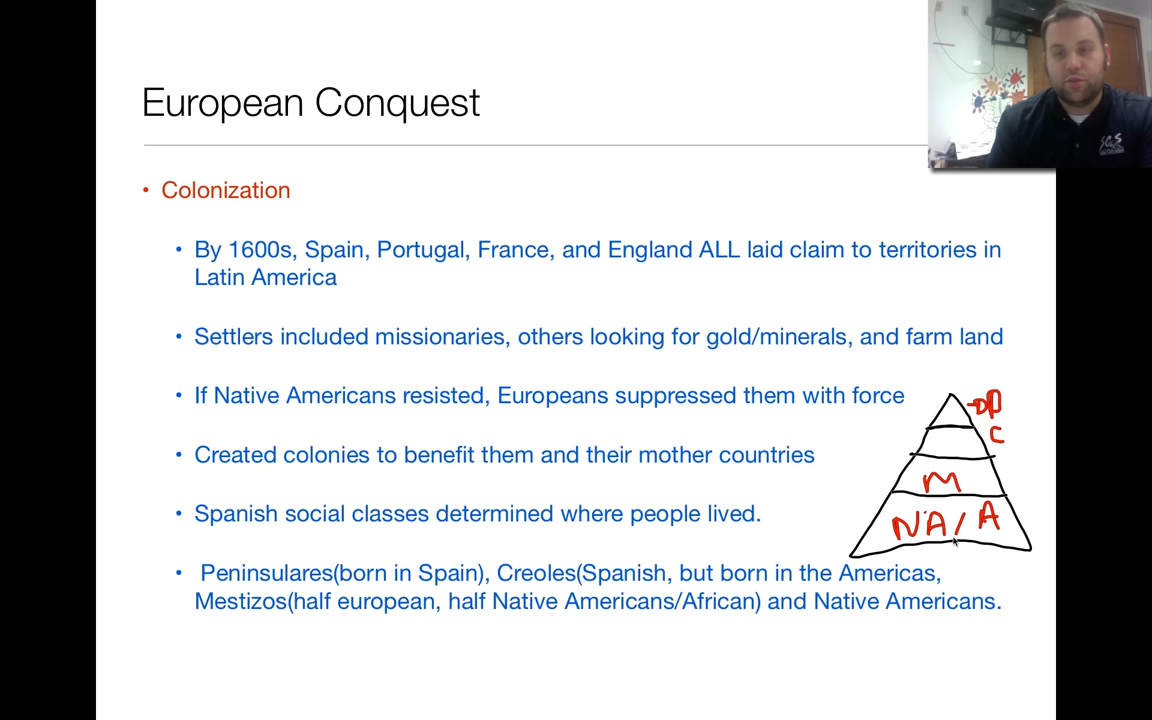 European Conquest
• Colonization
• By 1600s, Spain, Portugal, France, and England ALL laid claim to territories in
Latin America
• Settlers included missionaries, others looking for gold/minerals, and farm land
• If Native Americans resisted, Europeans suppressed them with force
P
C
• Created colonies to benefit them and their mother countries
M
• Spanish social classes determined where people lived.
NA/A
• Peninsulares(born in Spain), Creoles(Spanish, but born in the Americas,
Mestizos(half european, half Native Americans/African) and Native Americans.